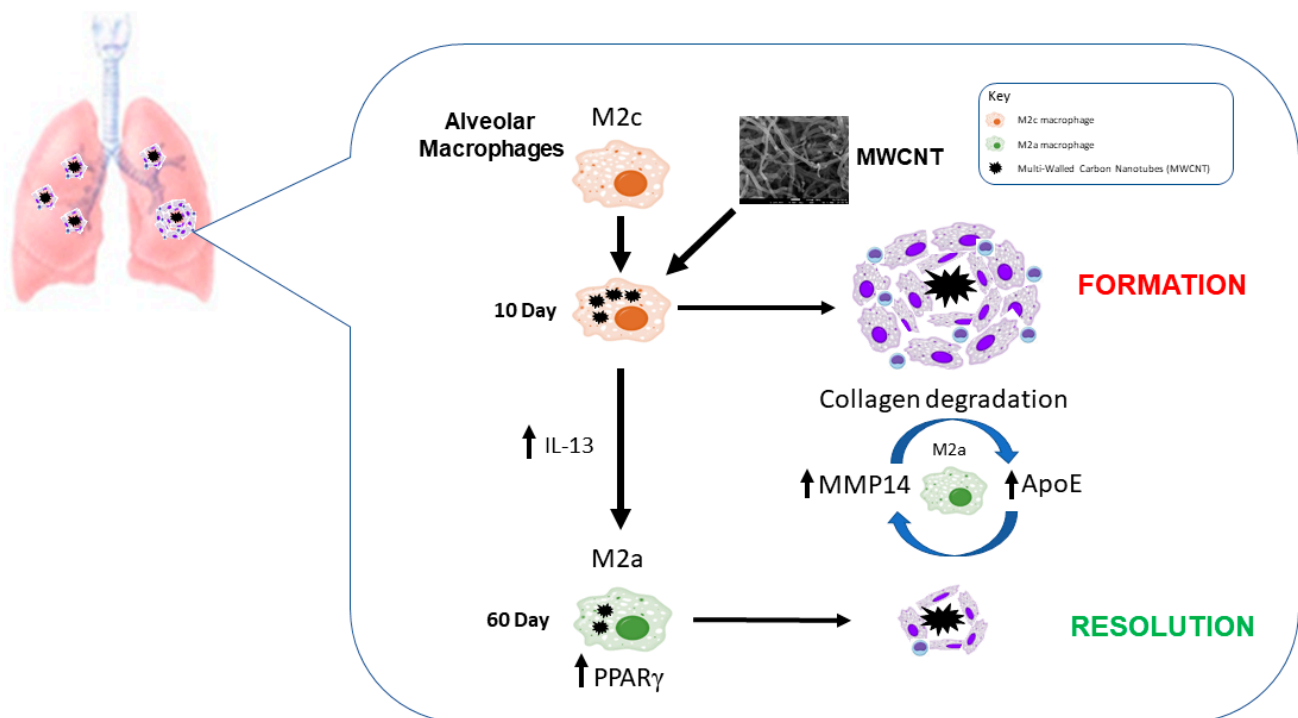 Key
M2c macrophage
M2a macrophage
Multi-Walled Carbon Nanotubes (MWCNT)
Alveolar
Macrophages
M2c
MWCNT
10 Day
FORMATION
IL-13
Collagen degradation
M2a
MMP14
ApoE
M2a
60 Day
RESOLUTION
PPARγ